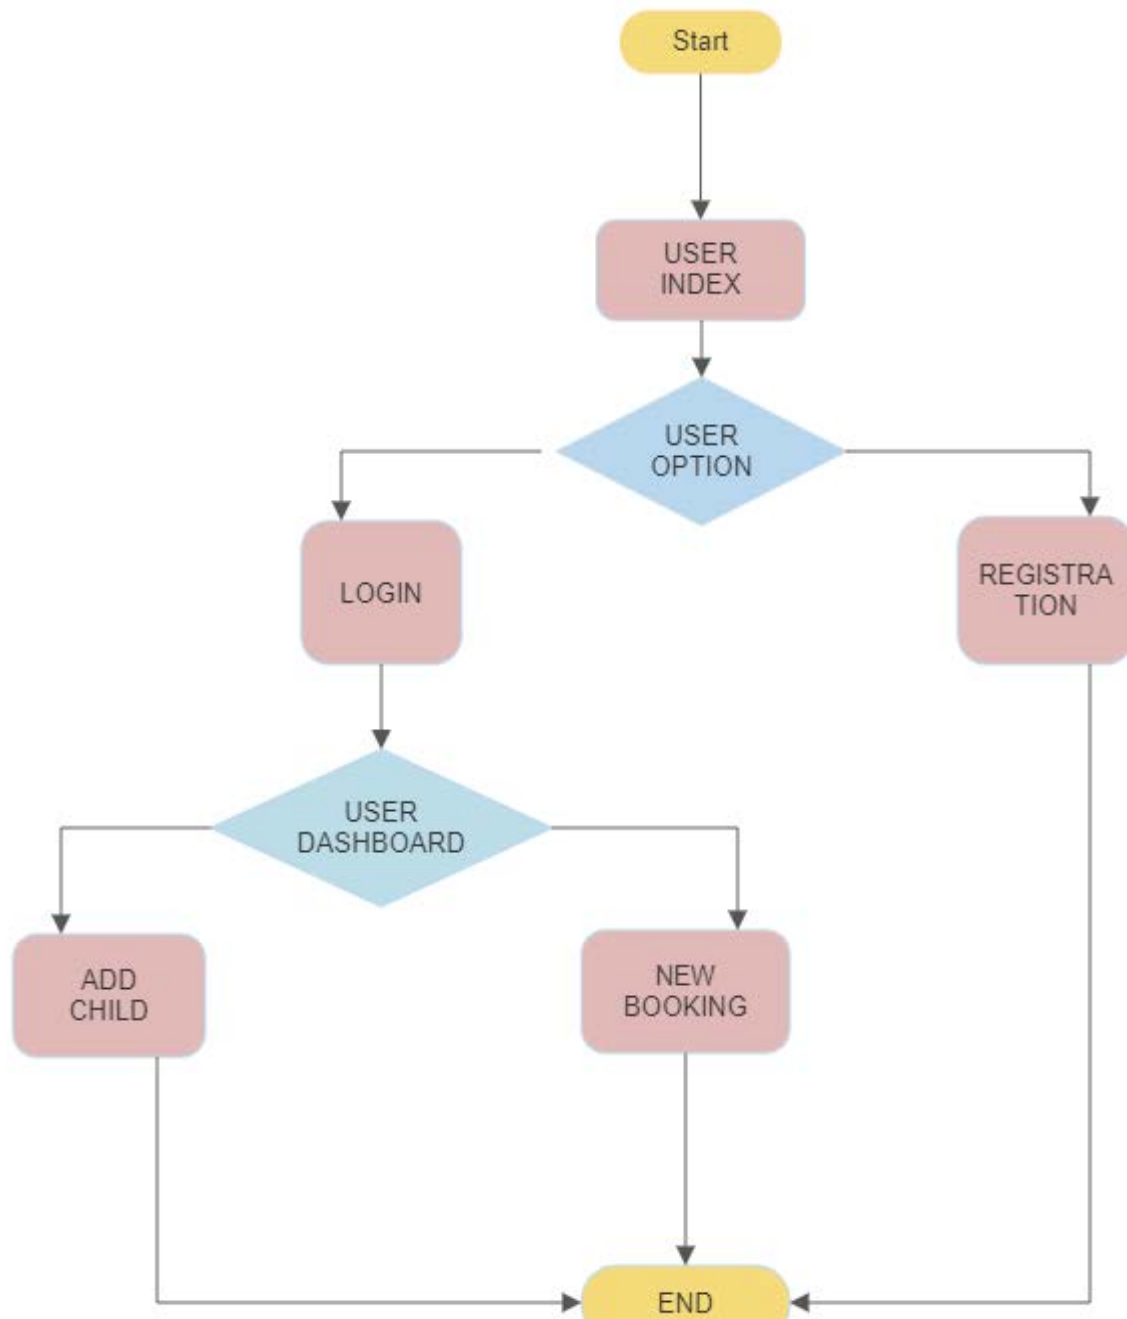 Start
USER
INDEX
USER
OPTION
LOGIN
REGISTRA
TION
USER
DASHBOARD
ADD
CHILD
NEW
BOOKING
END